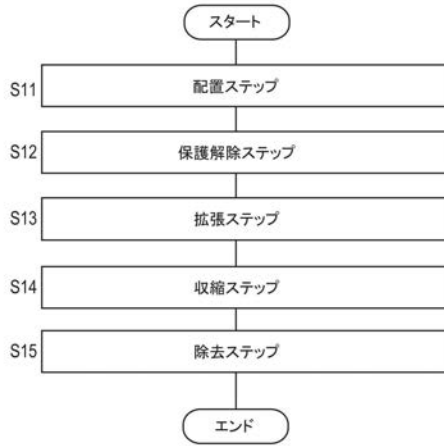 スタート
S11 配置ステップ
S12 保護解除ステップ
S13 拡張ステップ
S14 収縮ステップ
S15 除去ステップ
エンド